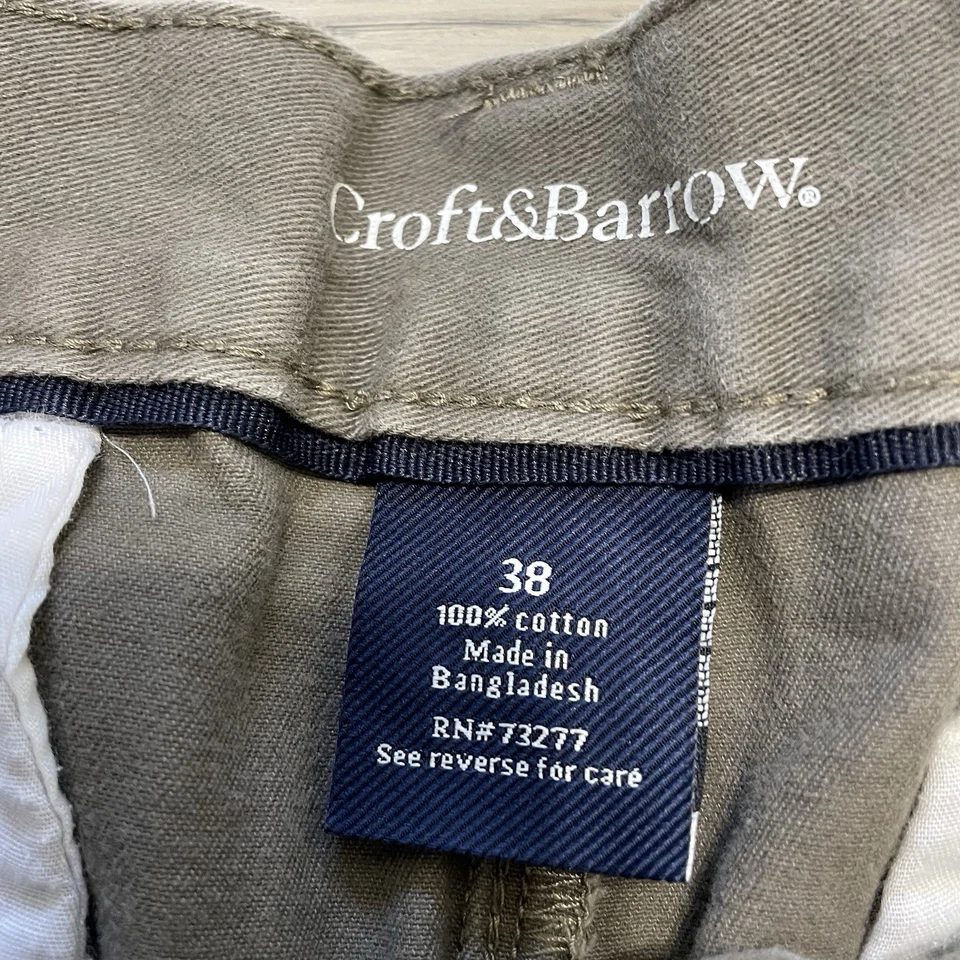 Croft&Barrow®
38
100% cotton
Made in
Bangladesh
RN#73277
See reverse for care